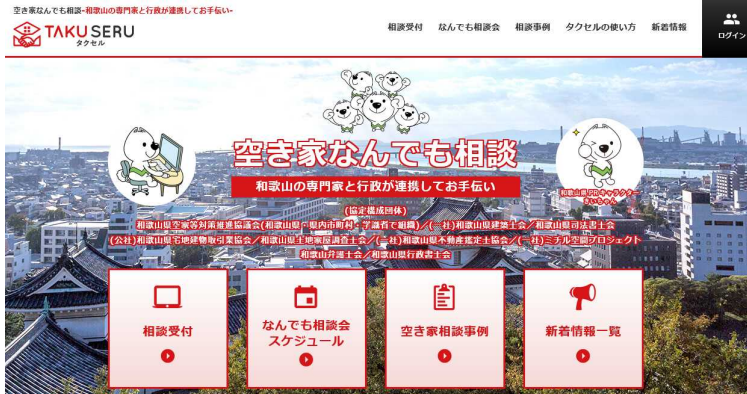 空き家なんでも相談-和歌山の専門家と行政が連携してお手伝い-
TAKUSERU
タクセル
相談受付 なんでも相談会 相談事例 タクセルの使い方 新着情報
ログイン
空き家なんでも相談
和歌山の専門家と行政が連携してお手伝い
和歌山県PRキャラクター
きいちゃん
(協定構成団体)
和歌山県空家等対策推進協議会(和歌山県・県内市町村・学識者で組織)／(一社)和歌山県建築士会／和歌山県司法書士会
(公社)和歌山県宅地建物取引業協会／和歌山県土地家屋調査士会／(一社)和歌山県不動産鑑定士協会／(一社)ミチル空間プロジェクト
和歌山弁護士会／和歌山県行政書士会
相談受付
なんでも相談会
スケジュール
空き家相談事例
新着情報一覧